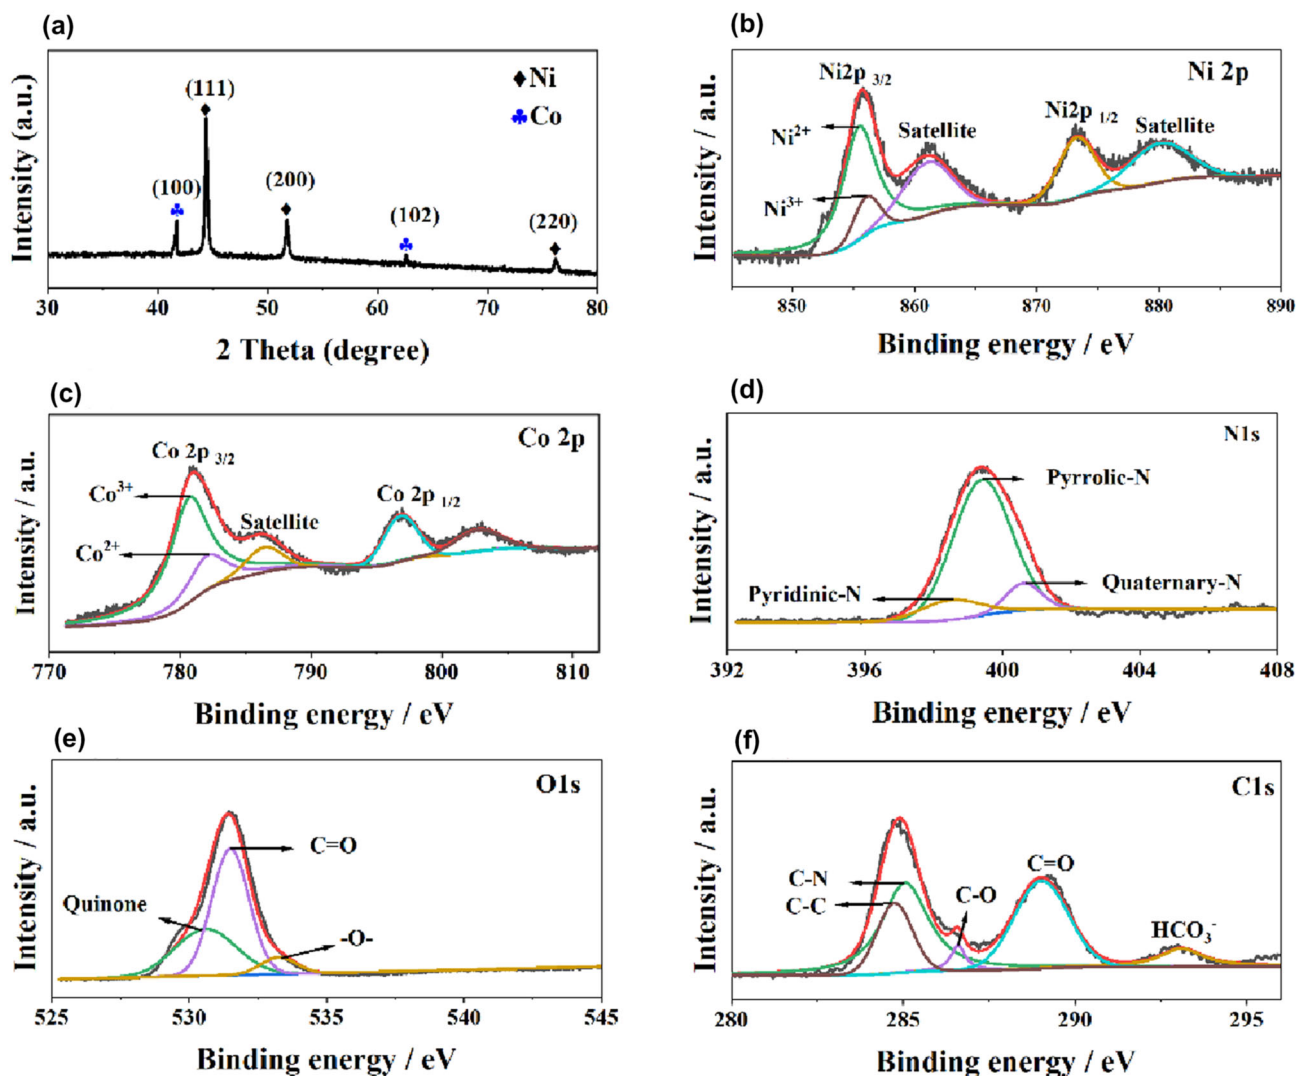 (a)
Intensity (a.u.)
(111)
♦Ni
♣Co
(100)
(200)
(102)
(220)
30 40 50 60 70 80
2 Theta (degree)
(b)
Intensity / a.u.
Ni2p 3/2
Ni 2p
Ni2p 1/2
Satellite
Satellite
Ni2+
Ni3+
850 860 870 880 890
Binding energy / eV
(c)
Intensity / a.u.
Co 2p 3/2
Co 2p
Co3+
Co 2p 1/2
Satellite
Co2+
770 780 790 800 810
Binding energy / eV
(d)
Intensity / a.u.
N1s
Pyrrolic-N
Pyridinic-N
Quaternary-N
392 396 400 404 408
Binding energy / eV
(e)
Intensity / a.u.
O1s
C=O
Quinone
-O-
525 530 535 540 545
Binding energy / eV
(f)
Intensity / a.u.
C1s
C-N
C-C
C-O
C=O
HCO3-
280 285 290 295
Binding energy / eV